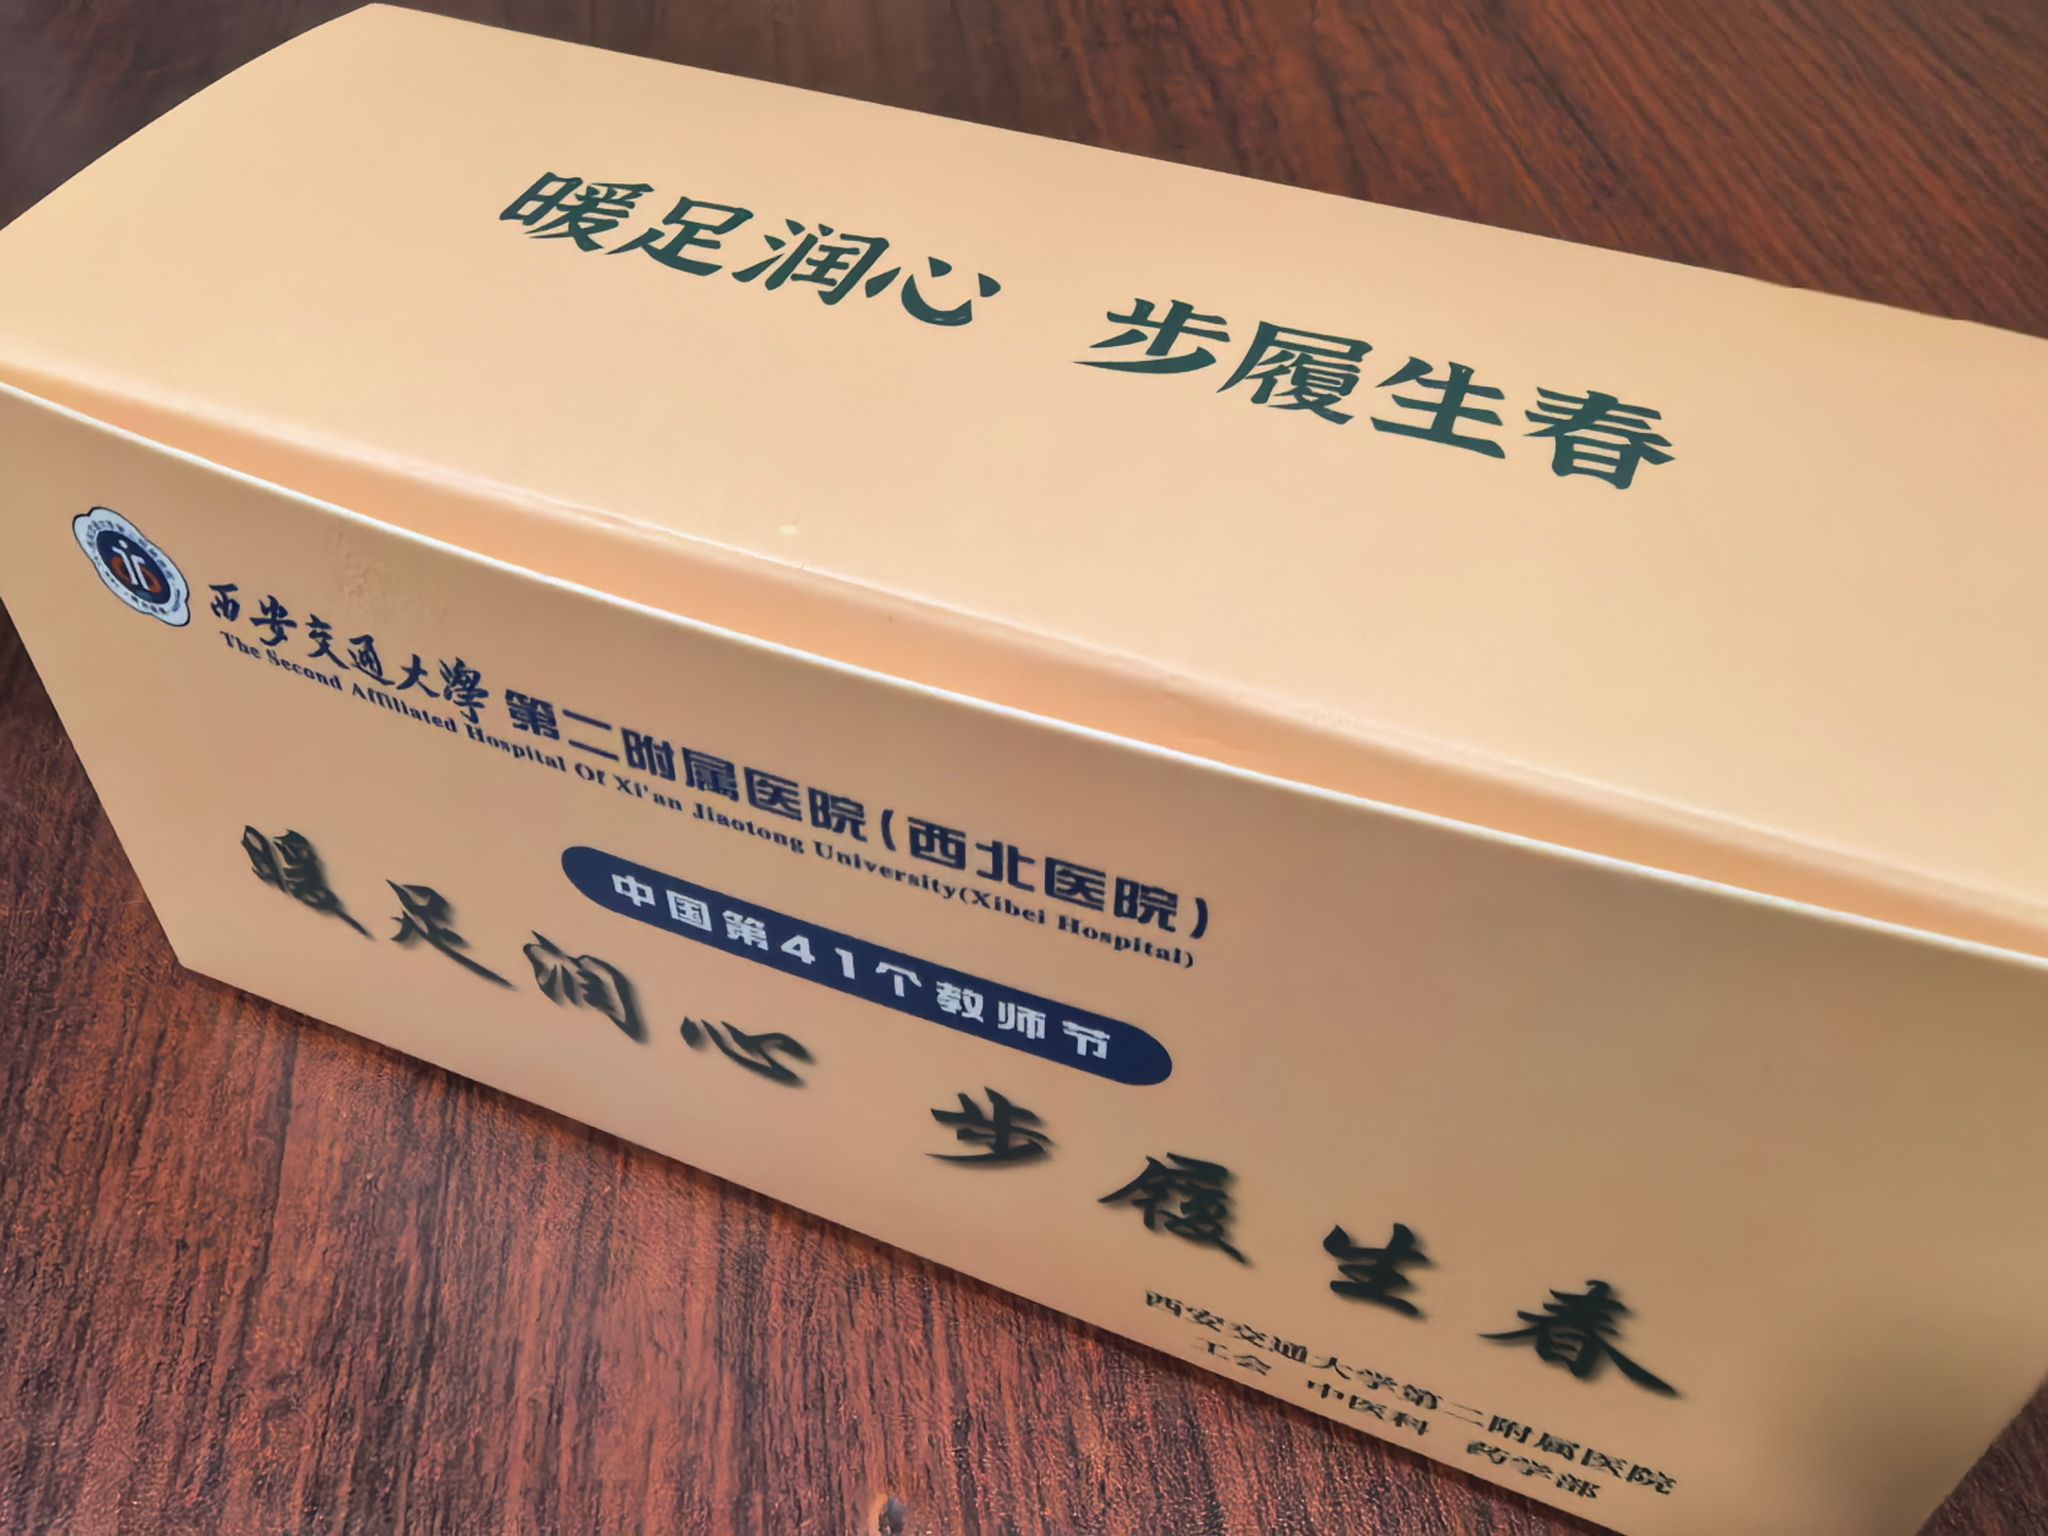 暖足润心 步履生春
西安交通大學 第二附属医院(西北医院)
The Second Affiliated Hospital Of Xi'an Jiaotong University(Xibei Hospital)
中国第41个教师节
暖足润心 步履生春
西安交通大学第二附属医院
工会 中医科 药学部